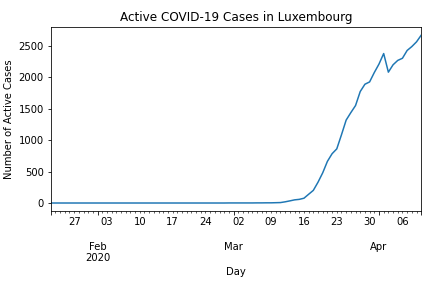 Active COVID-19 Cases in Luxembourg
Number of Active Cases
2500
2000
1500
1000
500
0
27 03 10 17 24 02 09 16 23 30 06
Feb Mar Apr
2020
Day